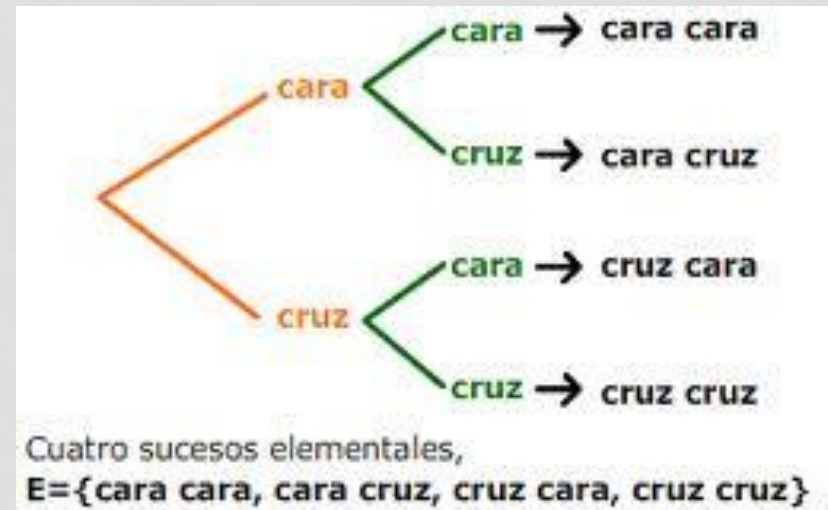 cara → cara cara
cara
cruz → cara cruz
cara → cruz cara
cruz
cruz → cruz cruz
Cuatro sucesos elementales,
E={cara cara, cara cruz, cruz cara, cruz cruz}